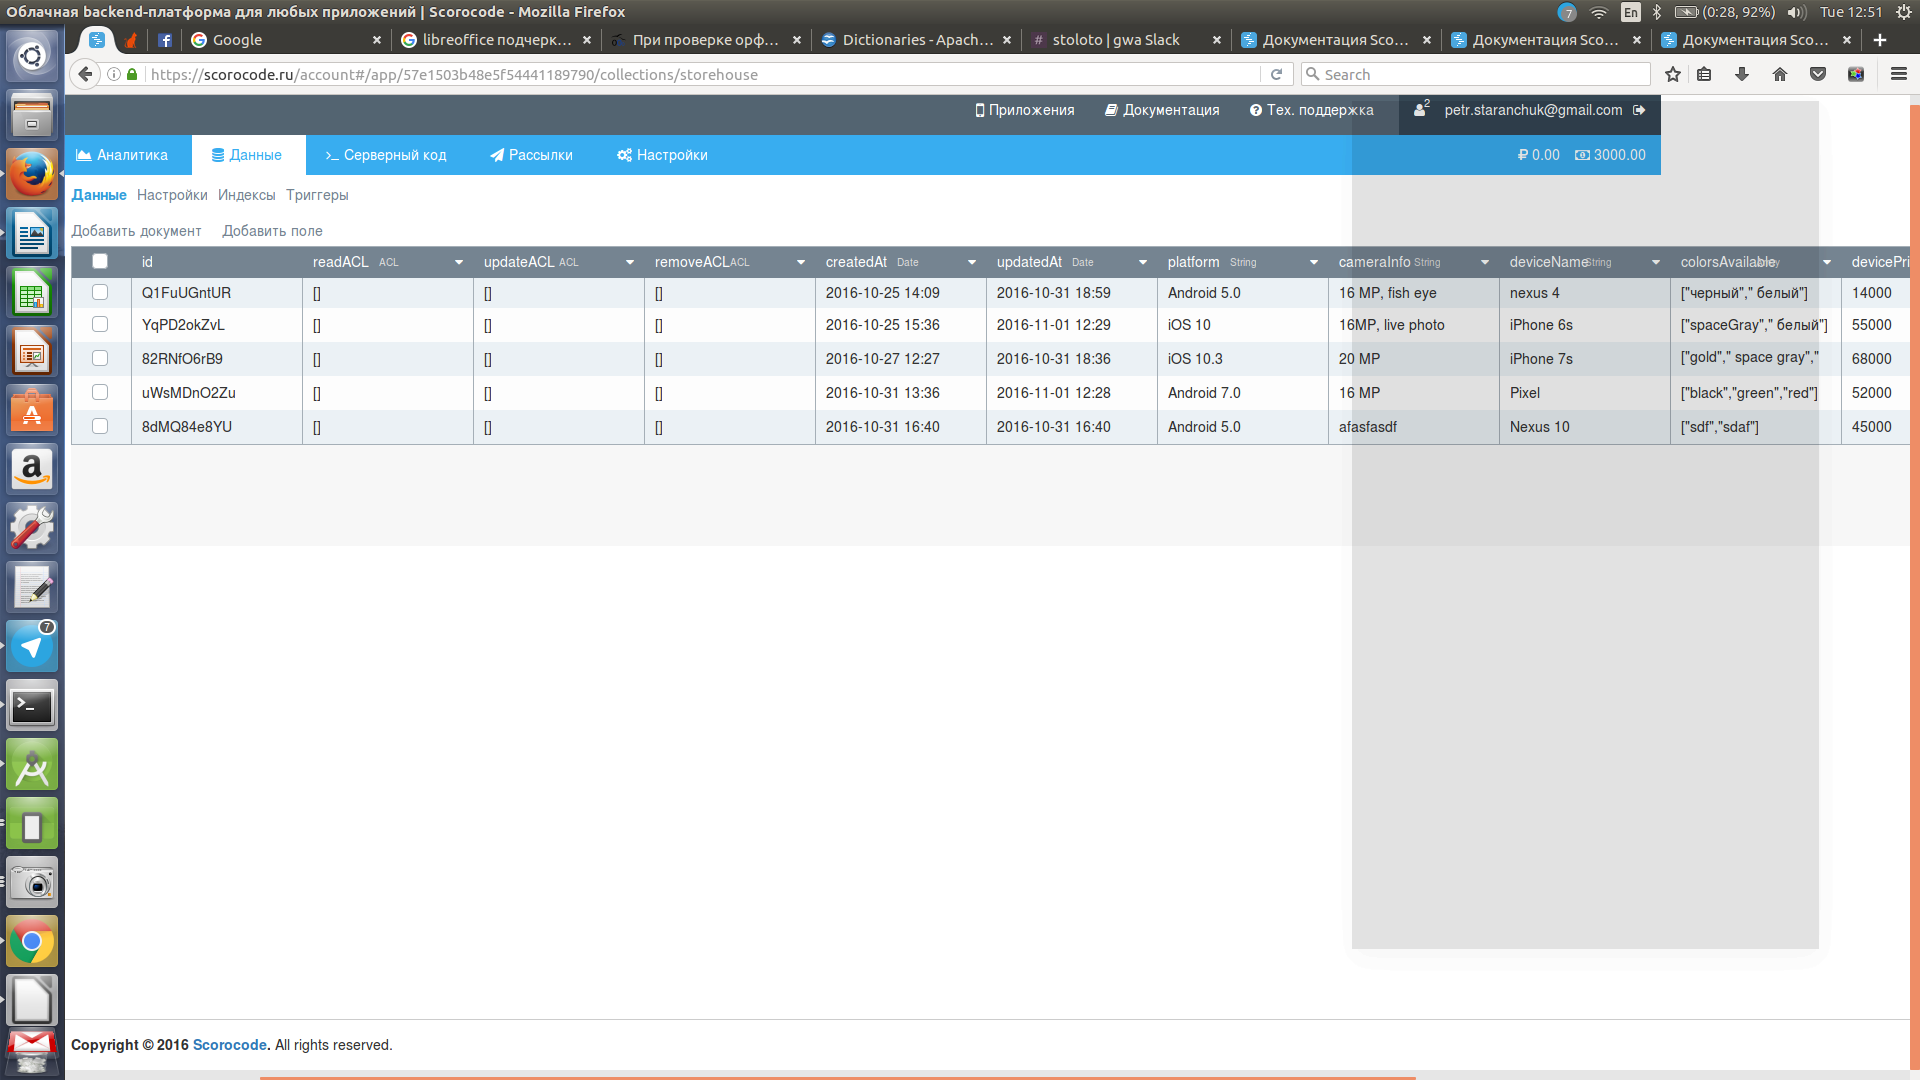 Облачная backend-платформа для любых приложений | Scorocode - Mozilla Firefox
7 En (0:28, 92%) Tue 12:51
Google libreoffice подчерк... При проверке орф... Dictionaries - Apach... stoloto | gwa Slack Документация Sco... Документация Sco... Документация Sco...
https://scorocode.ru/account#/app/57e1503b48e5f54441189790/collections/storehouse Search
Приложения Документация Тех. поддержка 2 petr.staranchuk@gmail.com
Аналитика Данные Серверный код Рассылки Настройки ₽ 0.00 3000.00
Данные Настройки Индексы Триггеры
Добавить документ Добавить поле
id readACL ACL updateACL ACL removeACL ACL createdAt Date updatedAt Date platform String cameraInfo String deviceName String colorsAvailable Array devicePri
Q1FuUGntUR [] [] [] 2016-10-25 14:09 2016-10-31 18:59 Android 5.0 16 MP, fish eye nexus 4 ["черный"," белый"] 14000
YqPD2okZvL [] [] [] 2016-10-25 15:36 2016-11-01 12:29 iOS 10 16MP, live photo iPhone 6s ["spaceGray"," белый"] 55000
82RNfO6rB9 [] [] [] 2016-10-27 12:27 2016-10-31 18:36 iOS 10.3 20 MP iPhone 7s ["gold"," space gray"," 68000
uWsMDnO2Zu [] [] [] 2016-10-31 13:36 2016-11-01 12:28 Android 7.0 16 MP Pixel ["black","green","red"] 52000
8dMQ84e8YU [] [] [] 2016-10-31 16:40 2016-10-31 16:40 Android 5.0 afasfasdf Nexus 10 ["sdf","sdaf"] 45000
7
Copyright © 2016 Scorocode. All rights reserved.